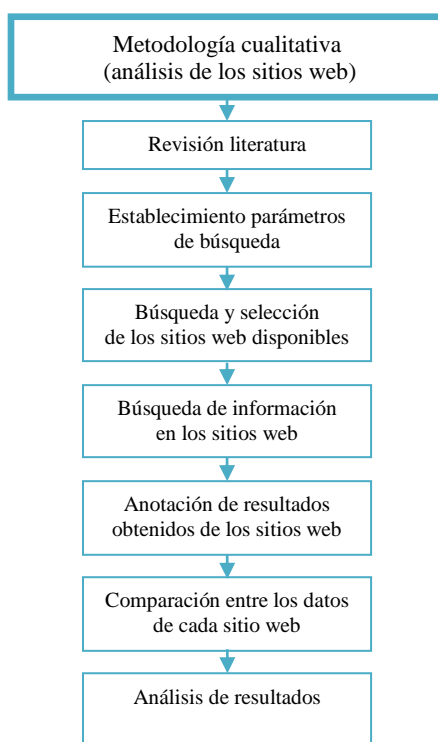 Metodología cualitativa
(análisis de los sitios web)
Revisión literatura
Establecimiento parámetros
de búsqueda
Búsqueda y selección
de los sitios web disponibles
Búsqueda de información
en los sitios web
Anotación de resultados
obtenidos de los sitios web
Comparación entre los datos
de cada sitio web
Análisis de resultados